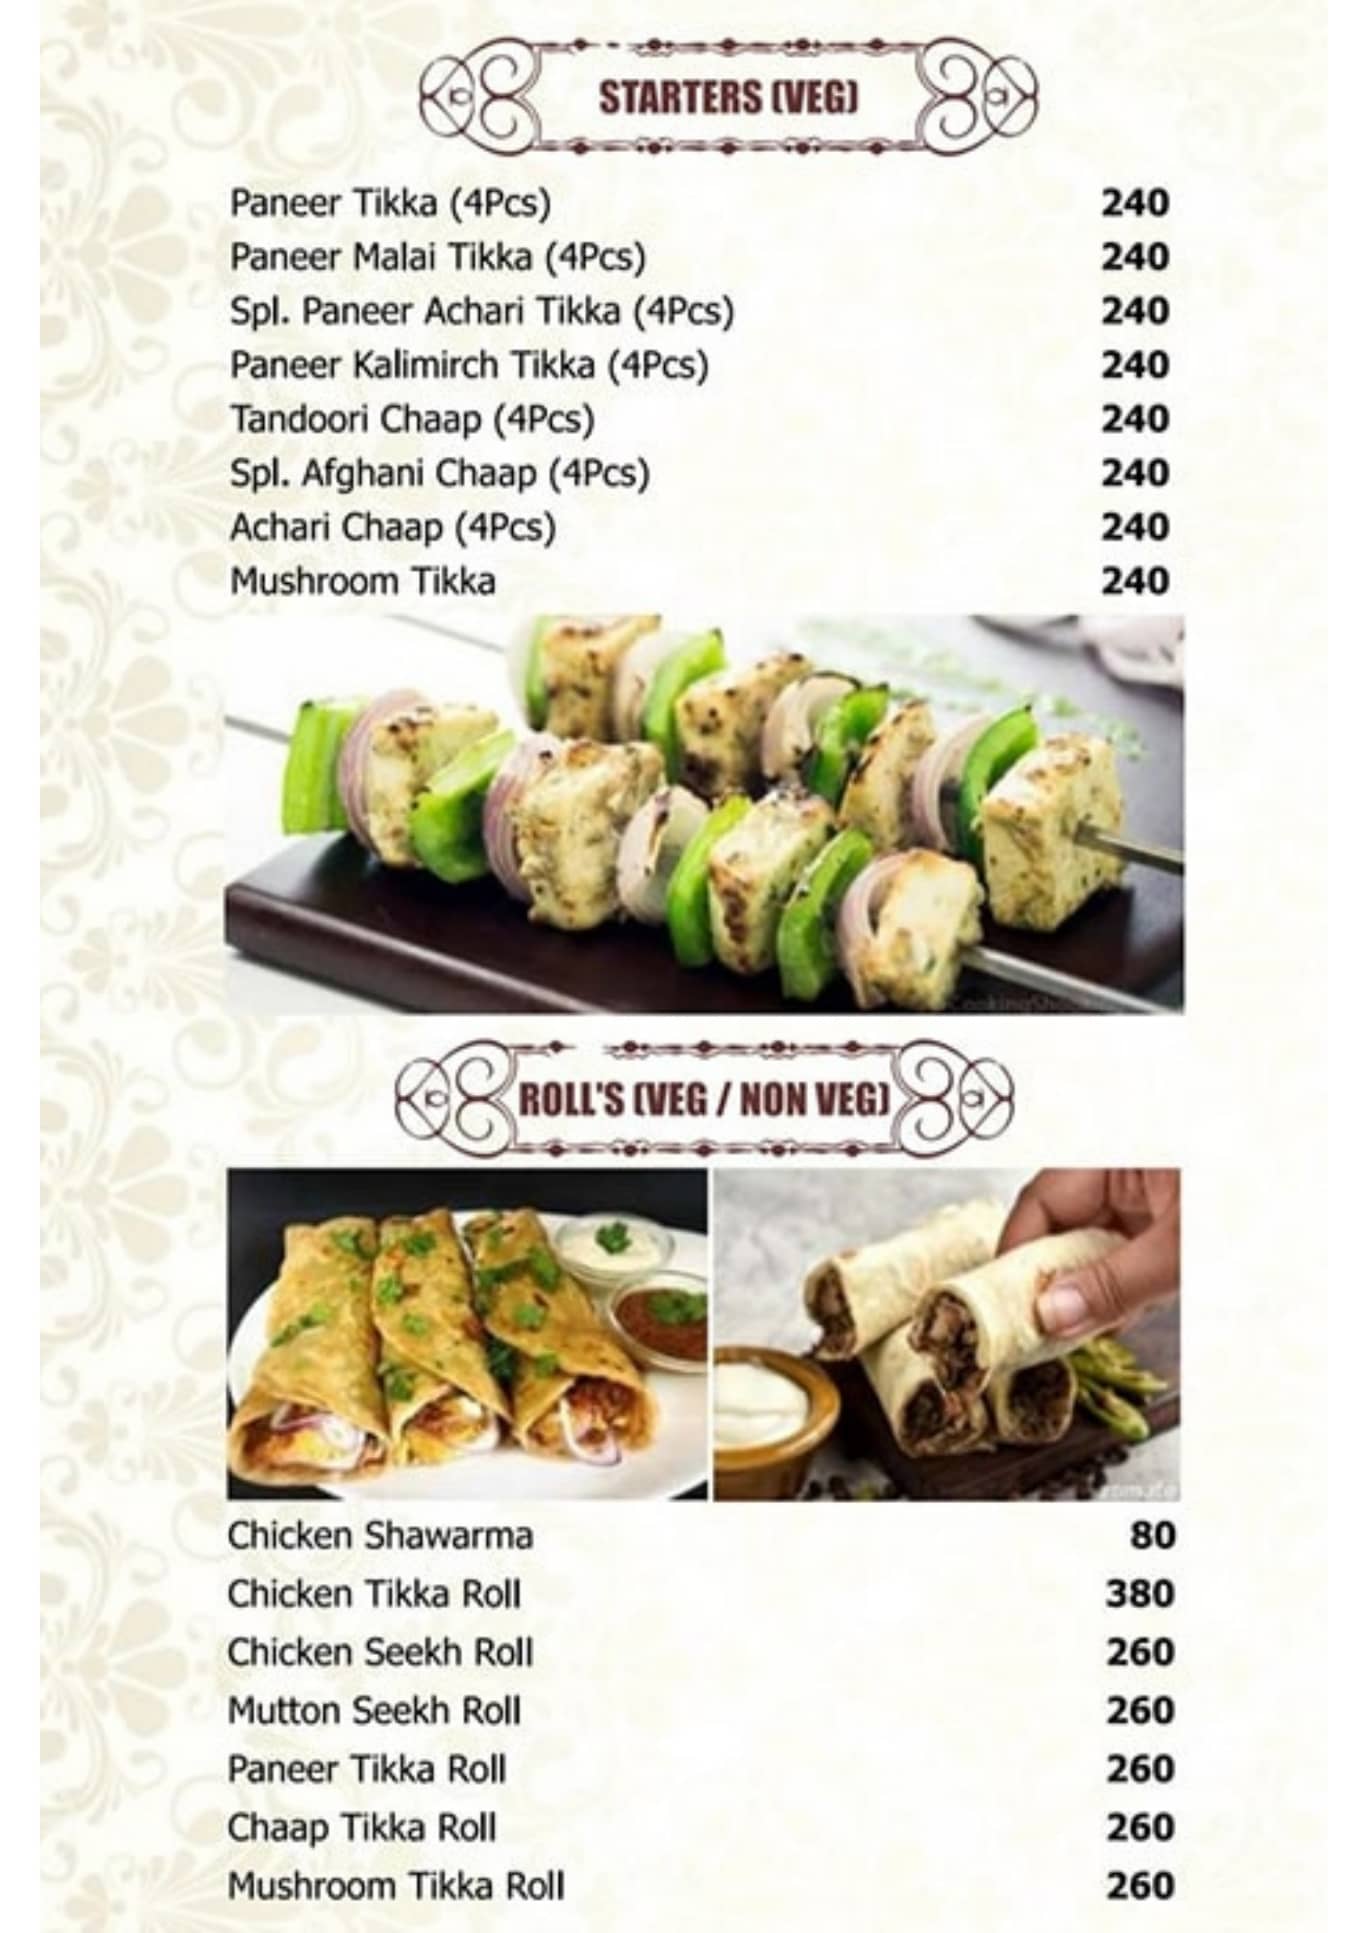 STARTERS (VEG)
Paneer Tikka (4Pcs) 240
Paneer Malai Tikka (4Pcs) 240
Spl. Paneer Achari Tikka (4Pcs) 240
Paneer Kalimirch Tikka (4Pcs) 240
Tandoori Chaap (4Pcs) 240
Spl. Afghani Chaap (4Pcs) 240
Achari Chaap (4Pcs) 240
Mushroom Tikka 240
ROLL'S (VEG / NON VEG)
Chicken Shawarma 80
Chicken Tikka Roll 380
Chicken Seekh Roll 260
Mutton Seekh Roll 260
Paneer Tikka Roll 260
Chaap Tikka Roll 260
Mushroom Tikka Roll 260